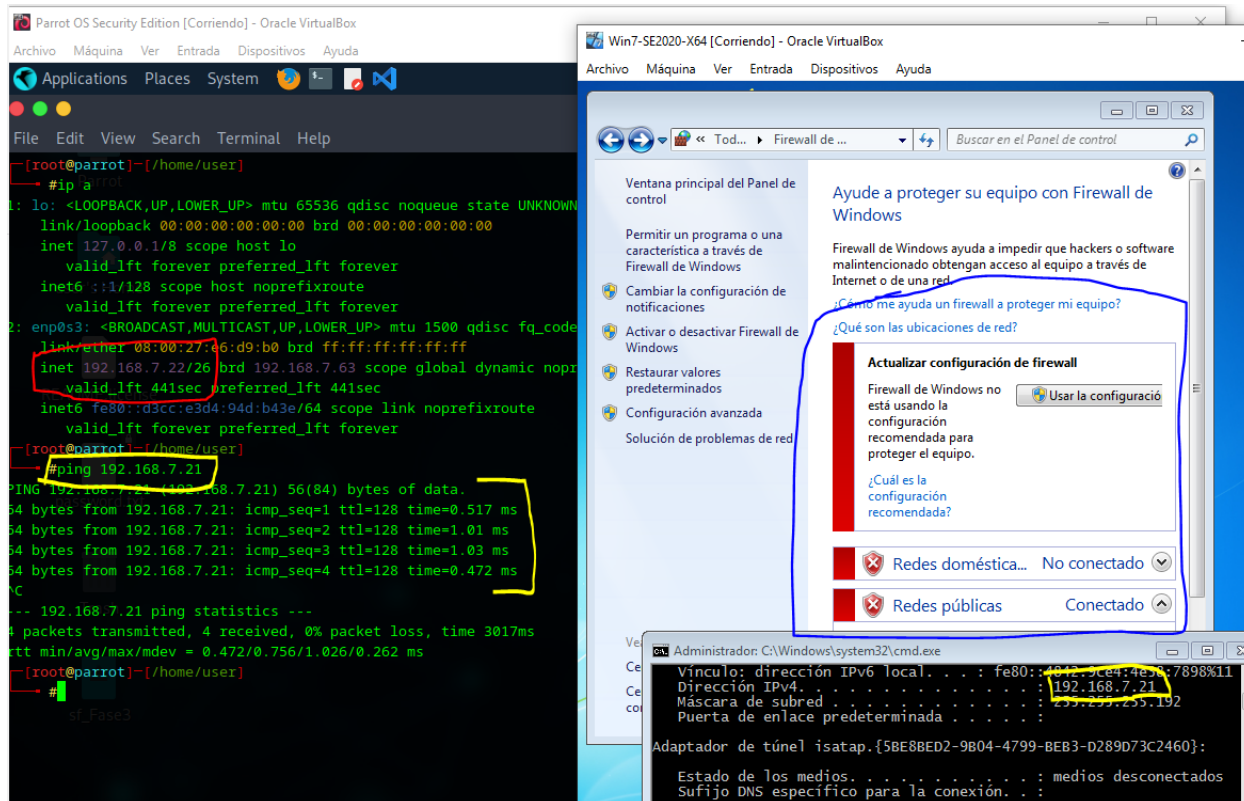 Parrot OS Security Edition [Corriendo] - Oracle VirtualBox
Archivo Máquina Ver Entrada Dispositivos Ayuda
Applications Places System
File Edit View Search Terminal Help
[root@parrot]─[/home/user]
#ip a
1: lo: <LOOPBACK,UP,LOWER_UP> mtu 65536 qdisc noqueue state UNKNOWN
link/loopback 00:00:00:00:00:00 brd 00:00:00:00:00:00
inet 127.0.0.1/8 scope host lo
valid_lft forever preferred_lft forever
inet6 ::1/128 scope host noprefixroute
valid_lft forever preferred_lft forever
2: enp0s3: <BROADCAST,MULTICAST,UP,LOWER_UP> mtu 1500 qdisc fq_code
link/ether 08:00:27:e6:d9:b0 brd ff:ff:ff:ff:ff:ff
inet 192.168.7.22/26 brd 192.168.7.63 scope global dynamic nopr
valid_lft 441sec preferred_lft 441sec
inet6 fe80::d3cc:e3d4:94d:b43e/64 scope link noprefixroute
valid_lft forever preferred_lft forever
[root@parrot]─[/home/user]
#ping 192.168.7.21
PING 192.168.7.21 (192.168.7.21) 56(84) bytes of data.
64 bytes from 192.168.7.21: icmp_seq=1 ttl=128 time=0.517 ms
64 bytes from 192.168.7.21: icmp_seq=2 ttl=128 time=1.01 ms
64 bytes from 192.168.7.21: icmp_seq=3 ttl=128 time=1.03 ms
64 bytes from 192.168.7.21: icmp_seq=4 ttl=128 time=0.472 ms
^C
--- 192.168.7.21 ping statistics ---
4 packets transmitted, 4 received, 0% packet loss, time 3017ms
rtt min/avg/max/mdev = 0.472/0.756/1.026/0.262 ms
[root@parrot]─[/home/user]
#
sf_Fase3
Win7-SE2020-X64 [Corriendo] - Oracle VirtualBox
Archivo Máquina Ver Entrada Dispositivos Ayuda
« Tod... Firewall de ...
Buscar en el Panel de control
Ventana principal del Panel de
control
Permitir un programa o una
característica a través de
Firewall de Windows
Cambiar la configuración de
notificaciones
Activar o desactivar Firewall de
Windows
Restaurar valores
predeterminados
Configuración avanzada
Solución de problemas de red
Ayude a proteger su equipo con Firewall de
Windows
Firewall de Windows ayuda a impedir que hackers o software
malintencionado obtengan acceso al equipo a través de
Internet o de una red.
¿Cómo me ayuda un firewall a proteger mi equipo?
¿Qué son las ubicaciones de red?
Actualizar configuración de firewall
Firewall de Windows no
está usando la
configuración
recomendada para
proteger el equipo.
Usar la configuració
¿Cuál es la
configuración
recomendada?
Redes doméstica... No conectado
Redes públicas Conectado
Administrador: C:\Windows\system32\cmd.exe
Vínculo: dirección IPv6 local. . . : fe80::4842:9ce4:4e38:7898%11
Dirección IPv4. . . . . . . . . . . . . . : 192.168.7.21
Máscara de subred . . . . . . . . . . . . : 255.255.255.192
Puerta de enlace predeterminada . . . . . :
Adaptador de túnel isatap.{5BE8BED2-9B04-4799-BEB3-D289D73C2460}:
Estado de los medios. . . . . . . . . . . : medios desconectados
Sufijo DNS específico para la conexión. . :